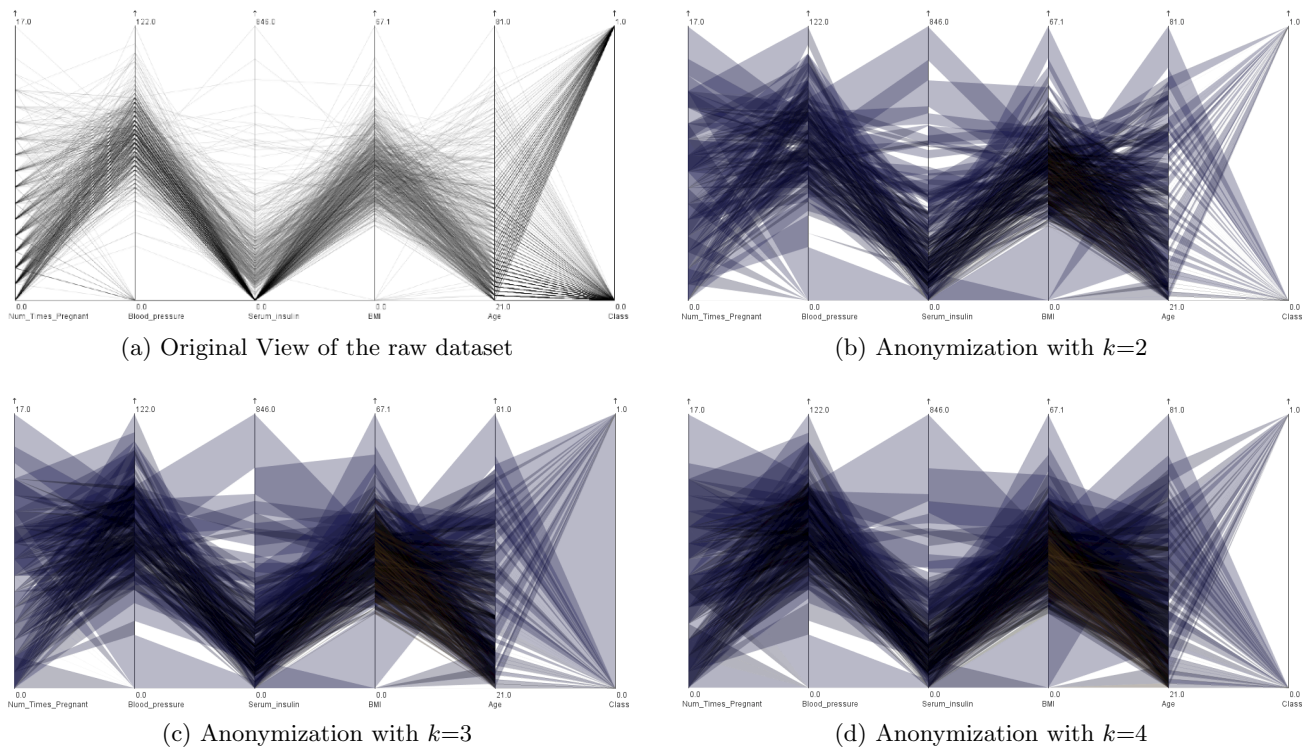 17.0 122.0 846.0 67.1 81.0 1.0
0.0 0.0 0.0 0.0 21.0 0.0
Num_Times_Pregnant Blood_pressure Serum_insulin BMI Age Class
(a) Original View of the raw dataset
17.0 122.0 846.0 67.1 81.0 1.0
0.0 0.0 0.0 0.0 21.0 0.0
Num_Times_Pregnant Blood_pressure Serum_insulin BMI Age Class
(b) Anonymization with k=2
17.0 122.0 846.0 67.1 81.0 1.0
0.0 0.0 0.0 0.0 21.0 0.0
Num_Times_Pregnant Blood_pressure Serum_insulin BMI Age Class
(c) Anonymization with k=3
17.0 122.0 846.0 67.1 81.0 1.0
0.0 0.0 0.0 0.0 21.0 0.0
Num_Times_Pregnant Blood_pressure Serum_insulin BMI Age Class
(d) Anonymization with k=4